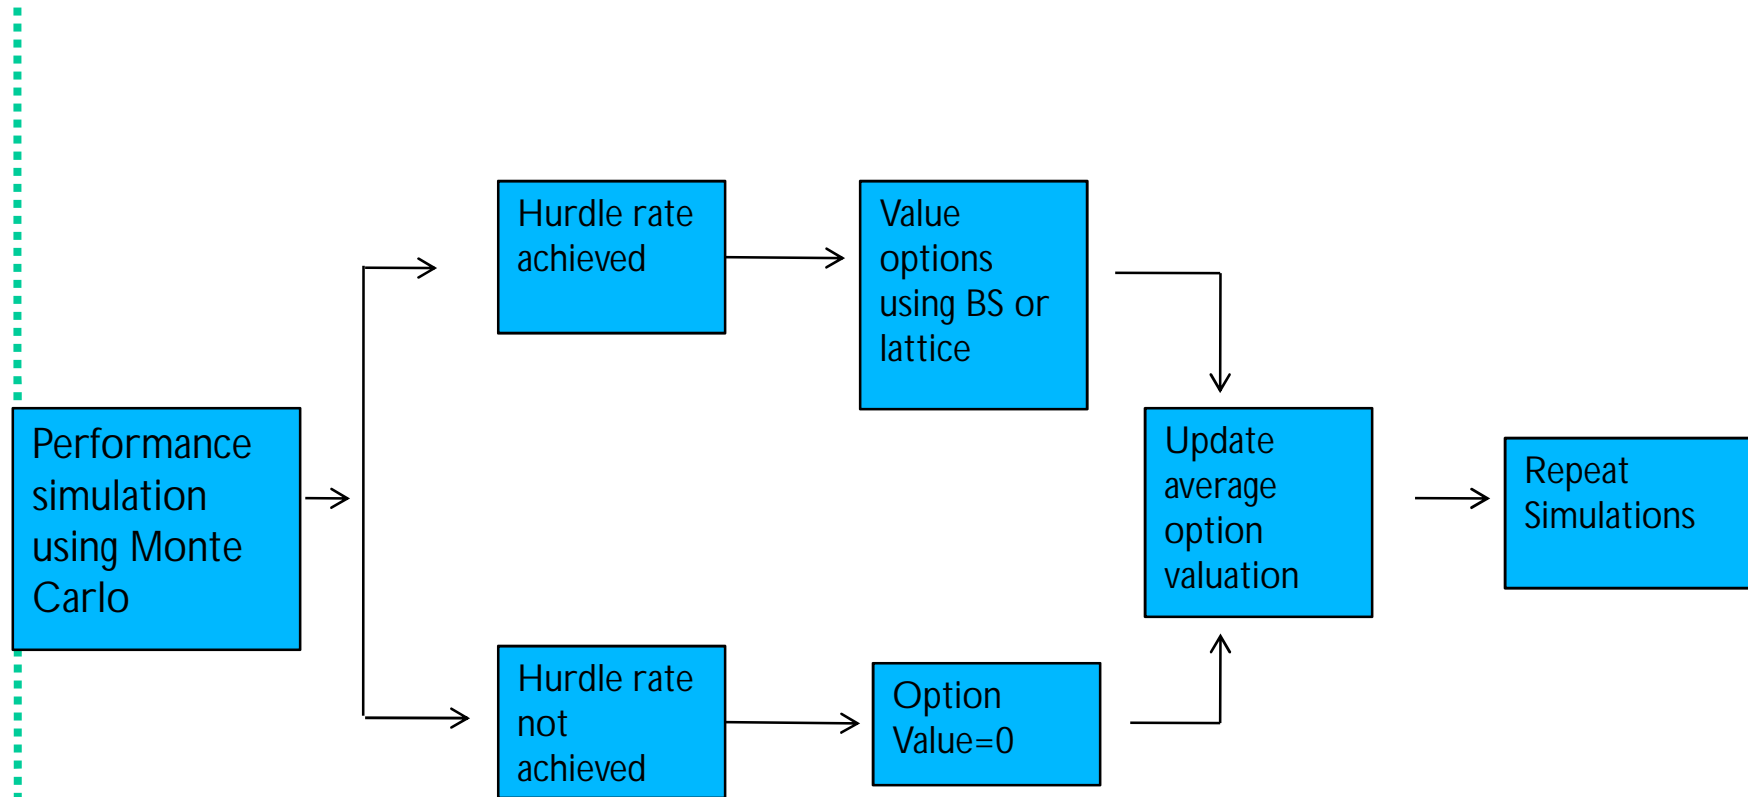 Performance
simulation
using Monte
Carlo
Hurdle rate
achieved
Value
options
using BS or
lattice
Hurdle rate
not
achieved
Option
Value=0
Update
average
option
valuation
Repeat
Simulations